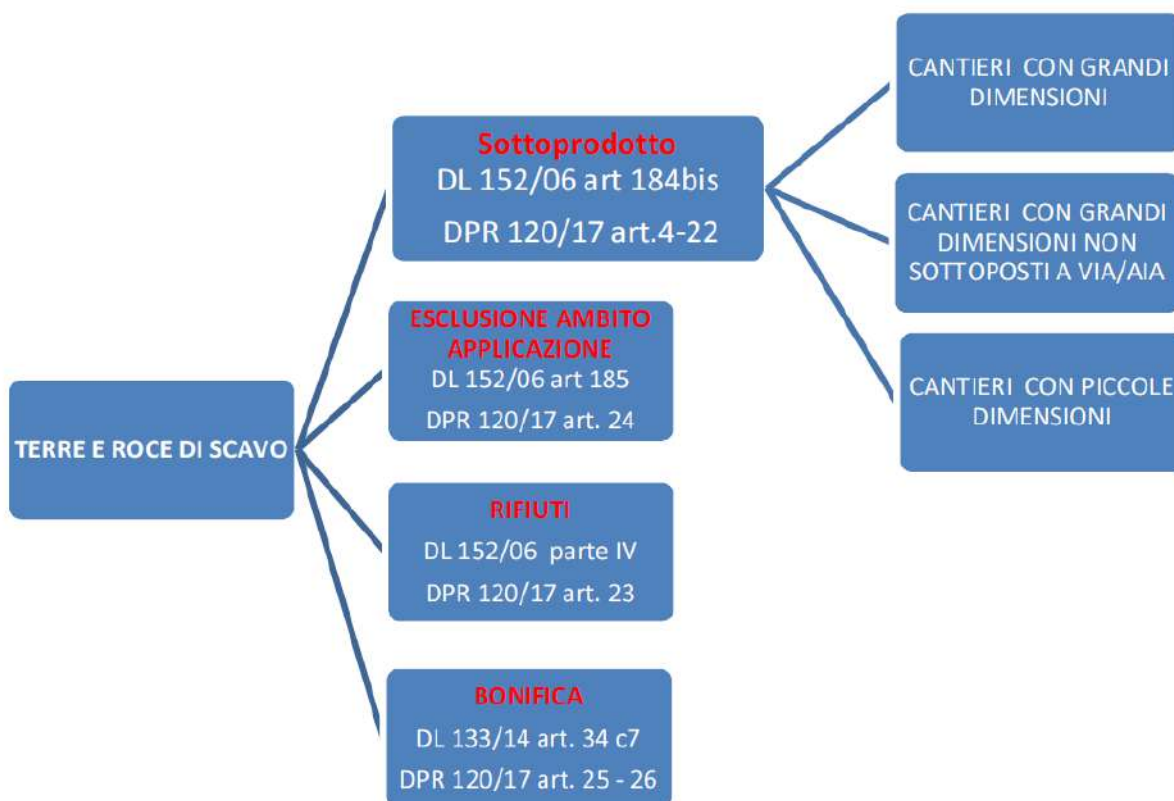 TERRE E ROCE DI SCAVO
Sottoprodotto
DL 152/06 art 184bis
DPR 120/17 art.4-22
ESCLUSIONE AMBITO
APPLICAZIONE
DL 152/06 art 185
DPR 120/17 art. 24
RIFIUTI
DL 152/06 parte IV
DPR 120/17 art. 23
BONIFICA
DL 133/14 art. 34 c7
DPR 120/17 art. 25 - 26
CANTIERI CON GRANDI
DIMENSIONI
CANTIERI CON GRANDI
DIMENSIONI NON
SOTTOPOSTI A VIA/AIA
CANTIERI CON PICCOLE
DIMENSIONI